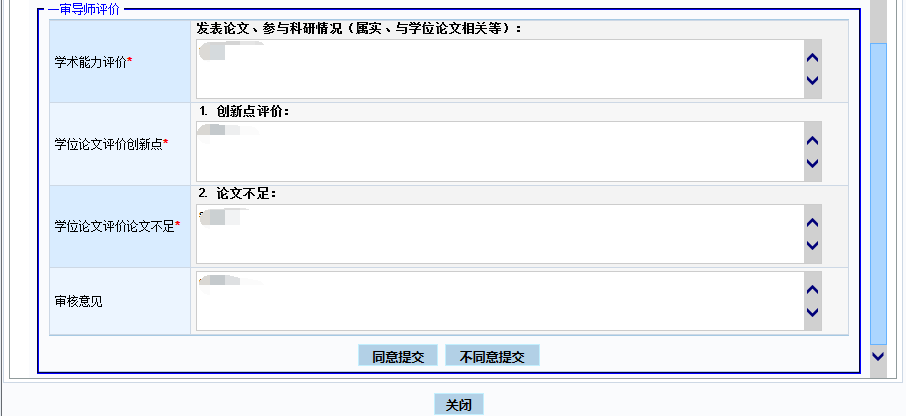 一审导师评价
发表论文、参与科研情况（属实、与学位论文相关等）：
学术能力评价*
1. 创新点评价：
学位论文评价创新点*
2. 论文不足：
学位论文评价论文不足*
审核意见
同意提交 不同意提交
关闭